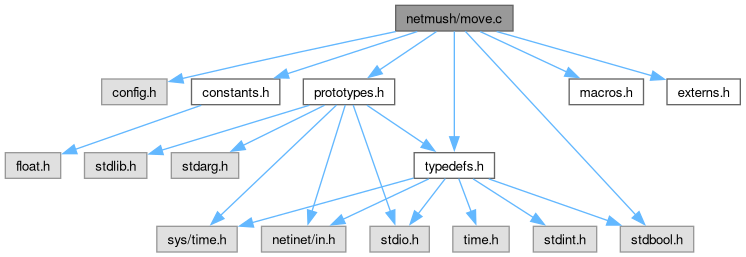 netmush/move.c
config.h
constants.h
prototypes.h
macros.h
externs.h
float.h
stdlib.h
stdarg.h
typedefs.h
sys/time.h
netinet/in.h
stdio.h
time.h
stdint.h
stdbool.h